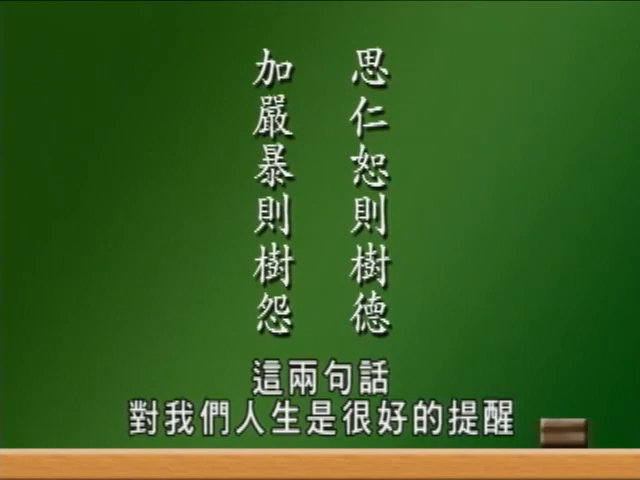 思仁恕則樹德
加嚴暴則樹怨
這兩句話
對我們人生是很好的提醒